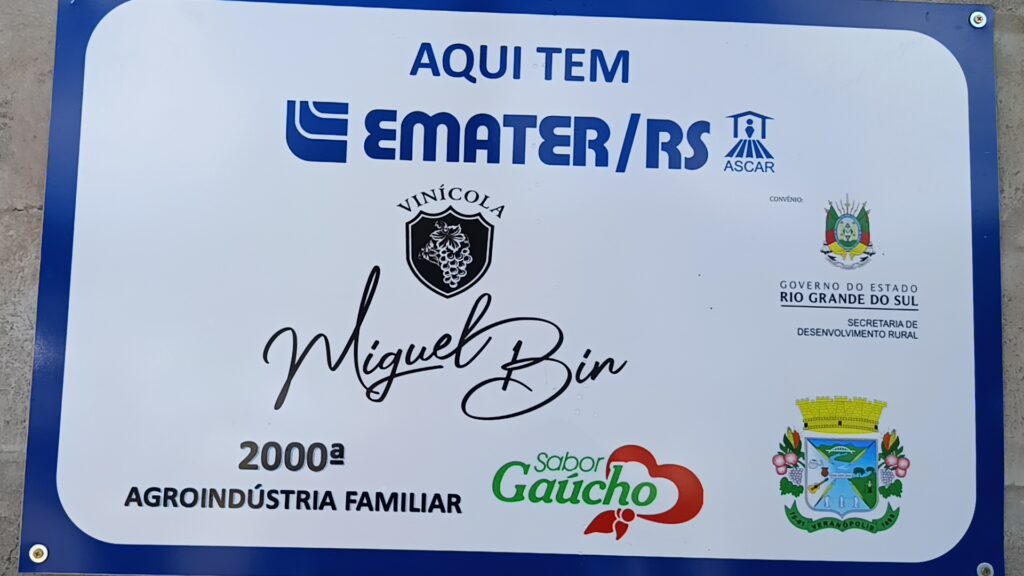 AQUI TEM
EMATER/RS
ASCAR
VINÍCOLA
Miguel Bin
CONVÊNIO:
GOVERNO DO ESTADO
RIO GRANDE DO SUL
SECRETARIA DE
DESENVOLVIMENTO RURAL
2000ª
AGROINDÚSTRIA FAMILIAR
Sabor
Gaúcho
VERANÓPOLIS